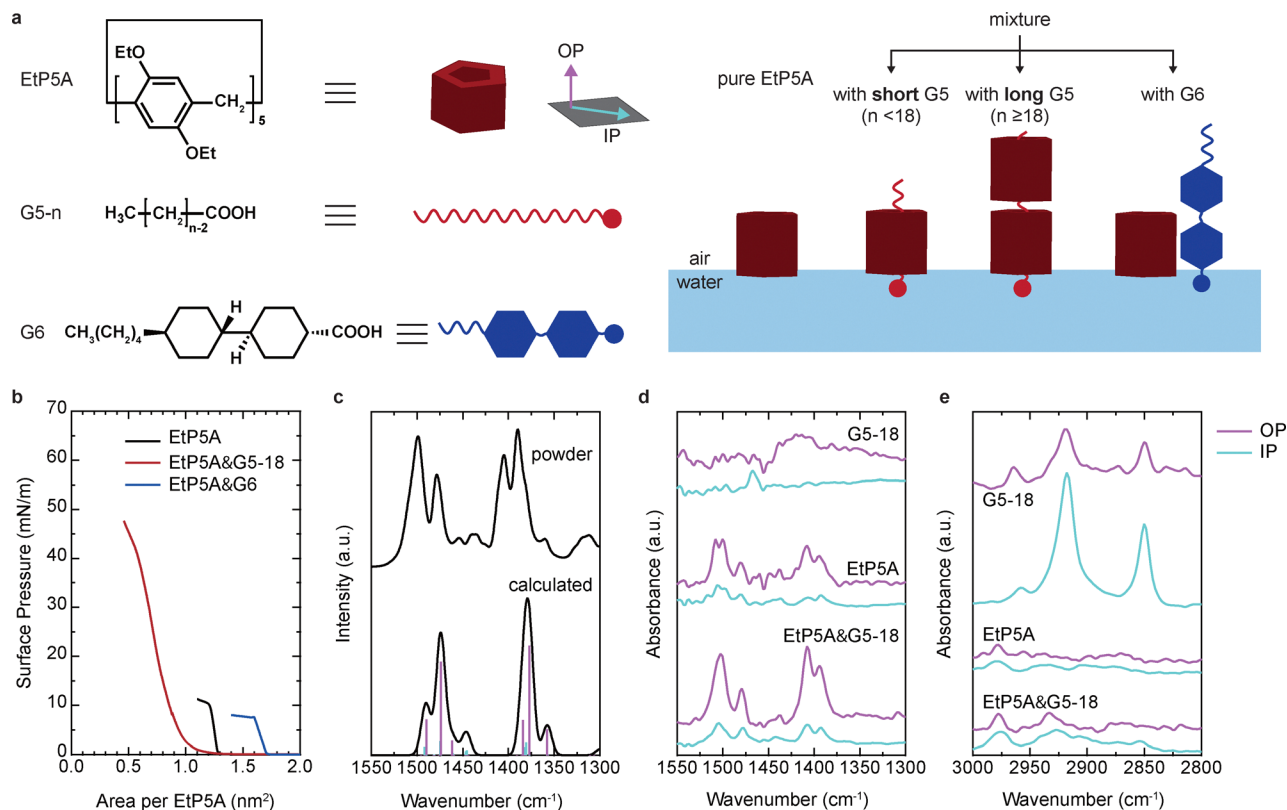 a
EtP5A
EtO
OEt
CH2
5
OP
IP
G5-n
H3C
CH2
n-2
COOH
G6
CH3(CH2)4
H
H
COOH
mixture
pure EtP5A
with short G5
(n <18)
with long G5
(n ≥18)
with G6
air
water
b
70
60
50
40
30
20
10
0
Surface Pressure (mN/m)
EtP5A
EtP5A&G5-18
EtP5A&G6
0.0 0.5 1.0 1.5 2.0
Area per EtP5A (nm2)
c
Intensity (a.u.)
powder
calculated
1550 1500 1450 1400 1350 1300
Wavenumber (cm-1)
d
Absorbance (a.u.)
G5-18
EtP5A
EtP5A&G5-18
1550 1500 1450 1400 1350 1300
Wavenumber (cm-1)
e
Absorbance (a.u.)
G5-18
EtP5A
EtP5A&G5-18
3000 2950 2900 2850 2800
Wavenumber (cm-1)
OP
IP